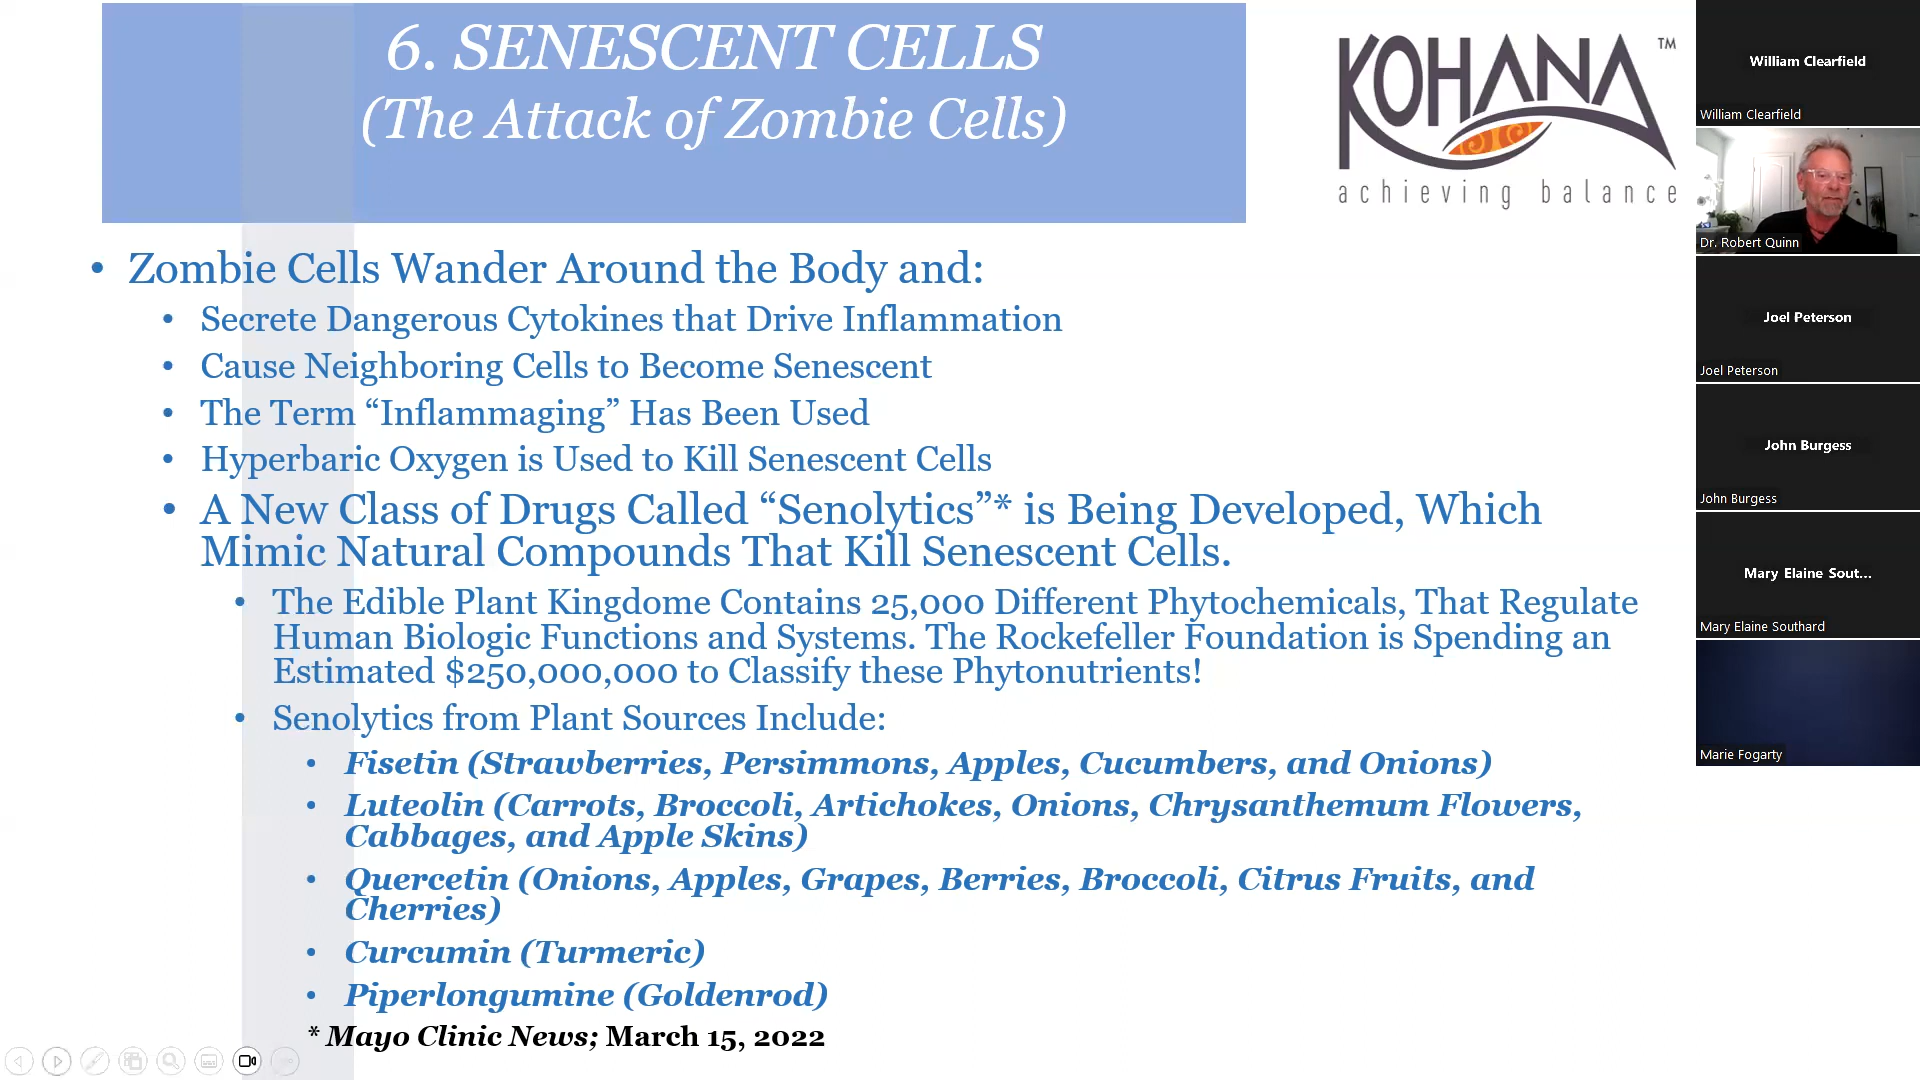 6. SENESCENT CELLS
(The Attack of Zombie Cells)
KOHANA™
achieving balance
• Zombie Cells Wander Around the Body and:
• Secrete Dangerous Cytokines that Drive Inflammation
• Cause Neighboring Cells to Become Senescent
• The Term “Inflammaging” Has Been Used
• Hyperbaric Oxygen is Used to Kill Senescent Cells
• A New Class of Drugs Called “Senolytics”* is Being Developed, Which
Mimic Natural Compounds That Kill Senescent Cells.
• The Edible Plant Kingdome Contains 25,000 Different Phytochemicals, That Regulate
Human Biologic Functions and Systems. The Rockefeller Foundation is Spending an
Estimated $250,000,000 to Classify these Phytonutrients!
• Senolytics from Plant Sources Include:
• Fisetin (Strawberries, Persimmons, Apples, Cucumbers, and Onions)
• Luteolin (Carrots, Broccoli, Artichokes, Onions, Chrysanthemum Flowers,
Cabbages, and Apple Skins)
• Quercetin (Onions, Apples, Grapes, Berries, Broccoli, Citrus Fruits, and
Cherries)
• Curcumin (Turmeric)
• Piperlongumine (Goldenrod)
* Mayo Clinic News; March 15, 2022
William Clearfield
William Clearfield
Dr. Robert Quinn
Joel Peterson
Joel Peterson
John Burgess
John Burgess
Mary Elaine Sout...
Mary Elaine Southard
Marie Fogarty